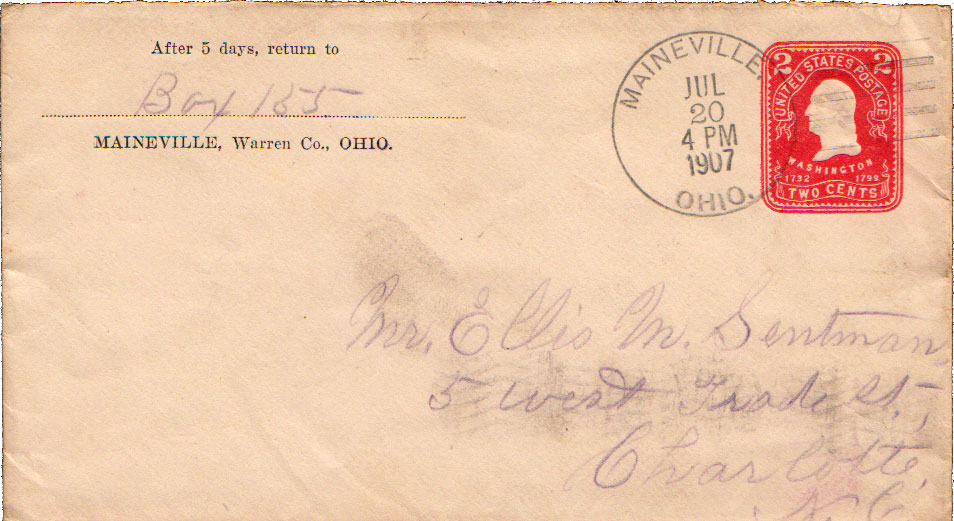 After 5 days, return to
Box 155
MAINEVILLE, Warren Co., OHIO.
MAINEVILLE,
JUL
20
4 PM
1907
OHIO.
2 2
UNITED STATES POSTAGE
WASHINGTON
1732 1799
TWO CENTS
Mr. Ellis M. Sentman,
5 West Trade St.,
Charlotte,
N. C.